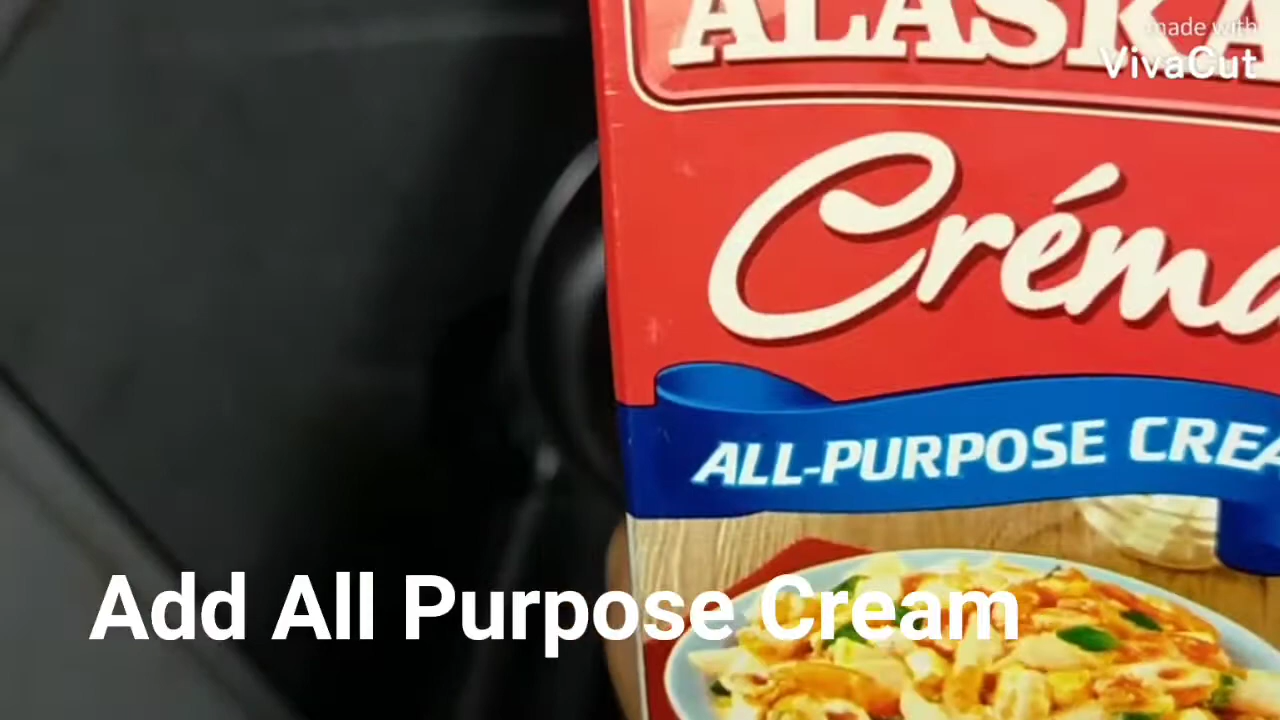 ALASKA
made with
VivaCut
Créma
ALL-PURPOSE CREA
Add All Purpose Cream